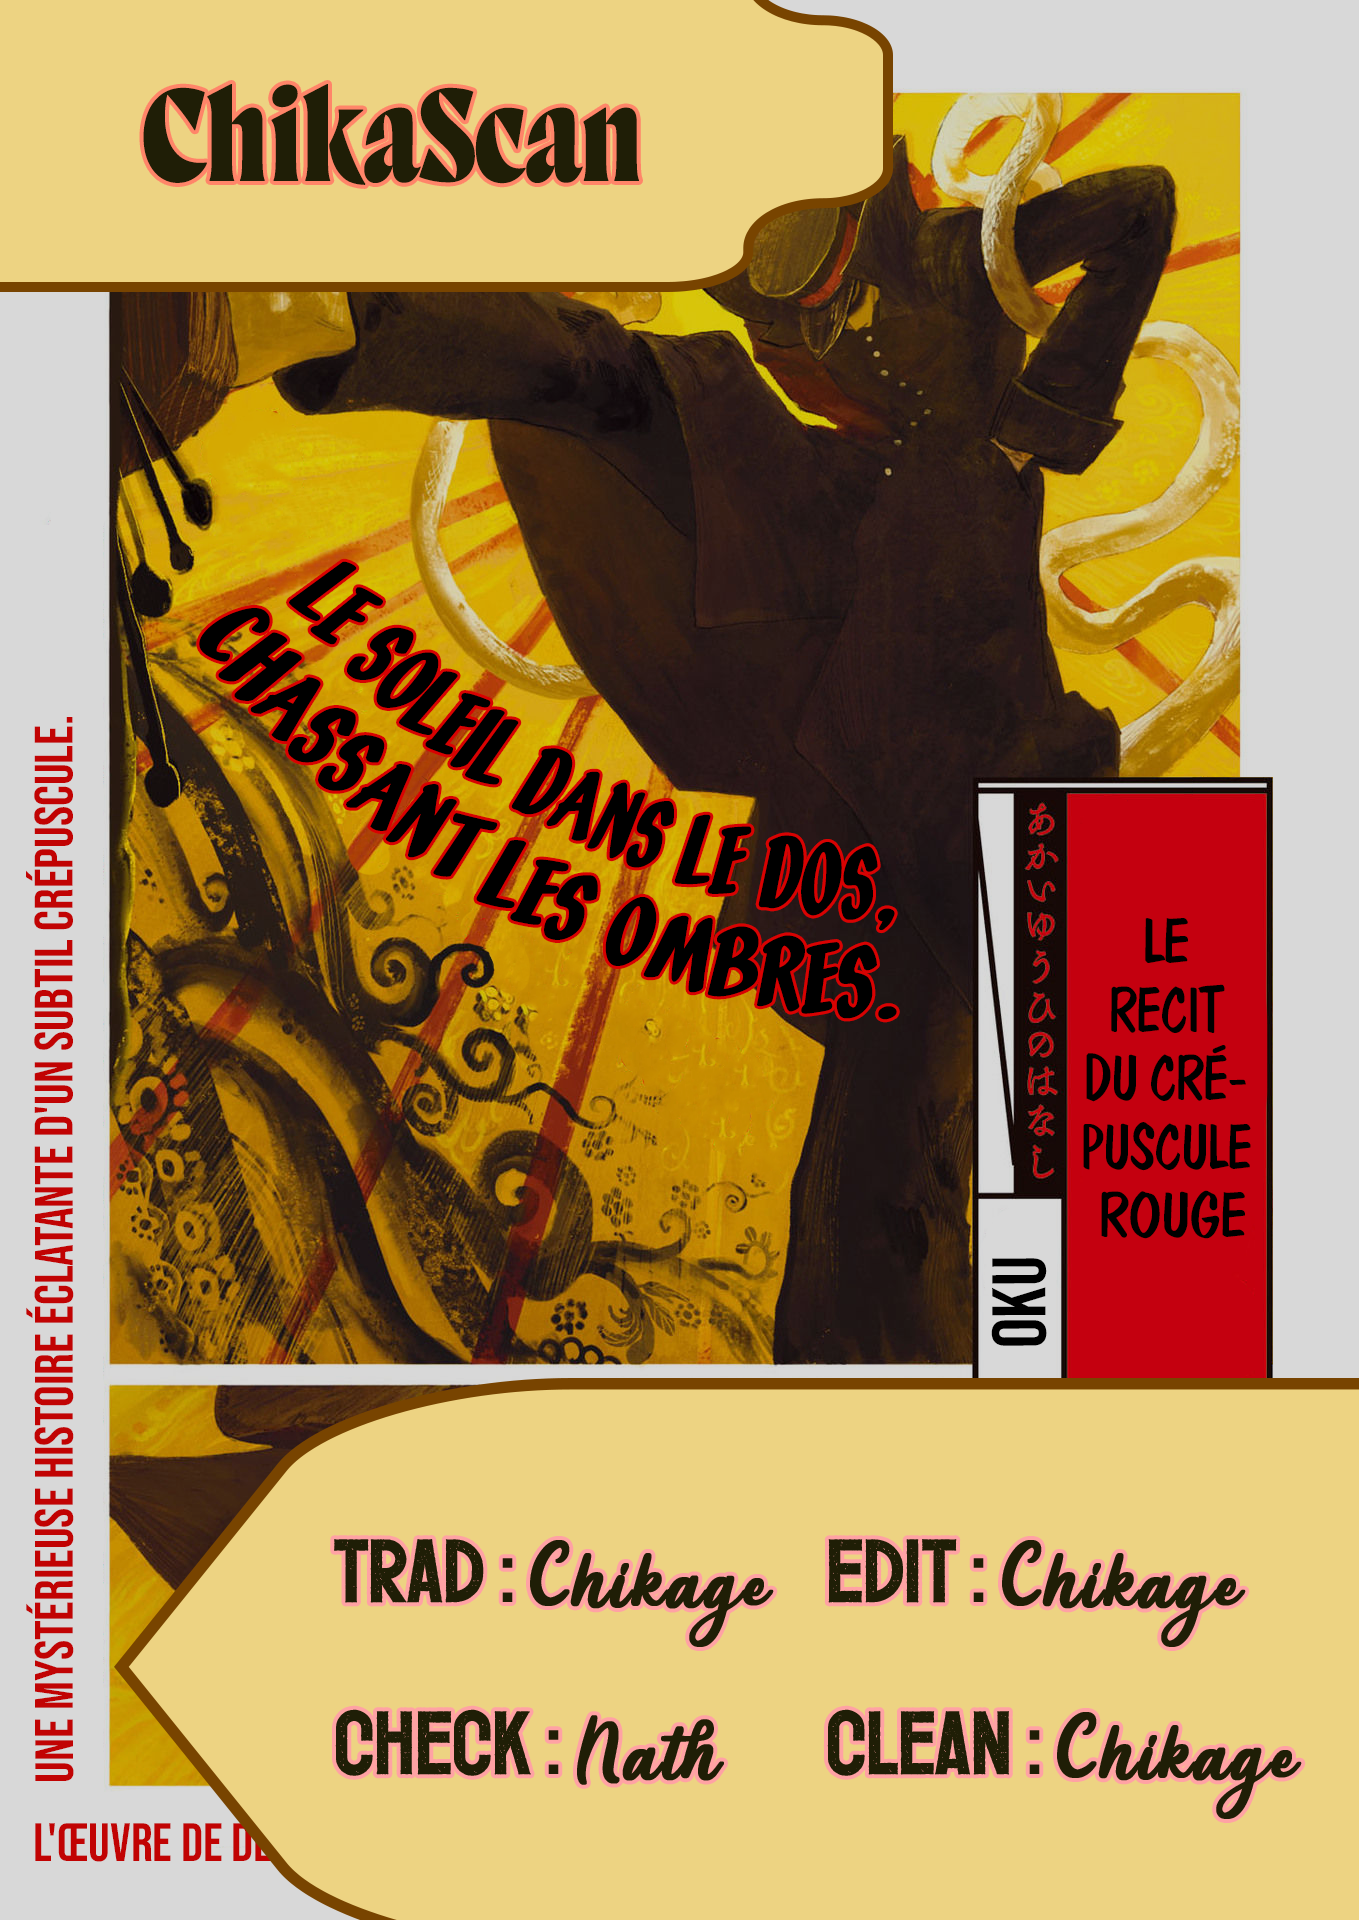 ChikaScan
LE SOLEIL DANS LE DOS,
CHASSANT LES OMBRES.
UNE MYSTÉRIEUSE HISTOIRE ÉCLATANTE D'UN SUBTIL CRÉPUSCULE.
あかいゆうひのはなし
LE
RECIT
DU CRÉ-
PUSCULE
ROUGE
OKU
TRAD : Chikage
EDIT : Chikage
CHECK : Nath
CLEAN : Chikage
L'ŒUVRE DE